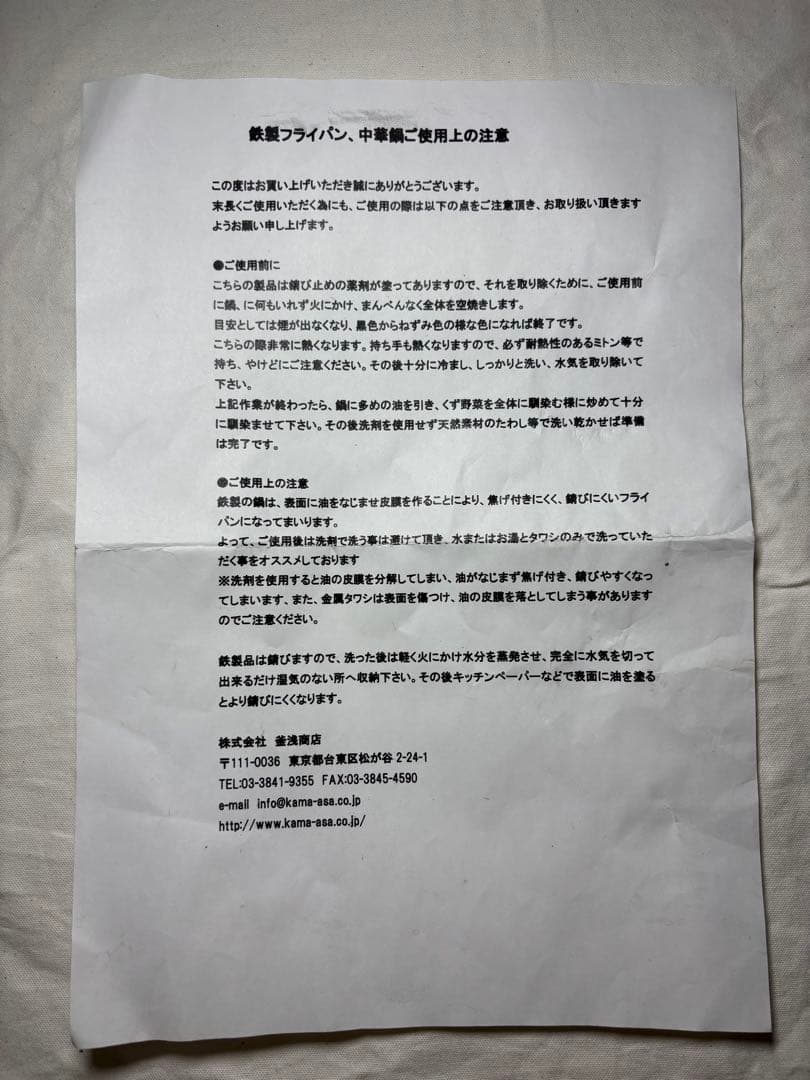 鉄製フライパン、中華鍋ご使用上の注意
この度はお買い上げいただき誠にありがとうございます。
末長くご使用いただく為にも、ご使用の際は以下の点をご注意頂き、お取り扱い頂きます
ようお願い申し上げます。
●ご使用前に
こちらの製品は錆び止めの薬剤が塗ってありますので、それを取り除くために、ご使用前
に鍋、に何もいれず火にかけ、まんべんなく全体を空焼きします。
目安としては煙が出なくなり、黒色からねずみ色の様な色になれば終了です。
こちらの際非常に熱くなります。持ち手も熱くなりますので、必ず耐熱性のあるミトン等で
持ち、やけどにご注意ください。その後十分に冷まし、しっかりと洗い、水気を取り除いて
下さい。
上記作業が終わったら、鍋に多めの油を引き、くず野菜を全体に馴染む様に炒めて十分
に馴染ませて下さい。その後洗剤を使用せず天然素材のたわし等で洗い乾かせば準備
は完了です。
●ご使用上の注意
鉄製の鍋は、表面に油をなじませ皮膜を作ることにより、焦げ付きにくく、錆びにくいフライ
パンになってまいります。
よって、ご使用後は洗剤で洗う事は避けて頂き、水またはお湯とタワシのみで洗っていた
だく事をオススメしております
※洗剤を使用すると油の皮膜を分解してしまい、油がなじまず焦げ付き、錆びやすくなっ
てしまいます、また、金属タワシは表面を傷つけ、油の皮膜を落としてしまう事があります
のでご注意ください。
鉄製品は錆びますので、洗った後は軽く火にかけ水分を蒸発させ、完全に水気を切って
出来るだけ湿気のない所へ収納下さい。その後キッチンペーパーなどで表面に油を塗る
とより錆びにくくなります。
株式会社 釜浅商店
〒111-0036 東京都台東区松が谷 2-24-1
TEL:03-3841-9355 FAX:03-3845-4590
e-mail info@kama-asa.co.jp
http://www.kama-asa.co.jp/